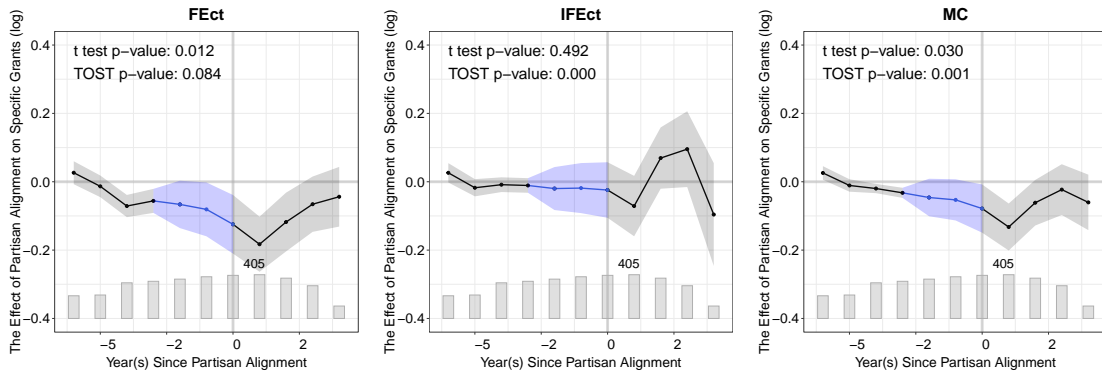 FEct
The Effect of Partisan Alignment on Specific Grants (log)
t test p−value: 0.012
TOST p−value: 0.084
0.4
0.2
0.0
−0.2
−0.4
405
−5
−2
0
2
Year(s) Since Partisan Alignment
IFEct
The Effect of Partisan Alignment on Specific Grants (log)
t test p−value: 0.492
TOST p−value: 0.000
0.4
0.2
0.0
−0.2
−0.4
405
−5
−2
0
2
Year(s) Since Partisan Alignment
MC
The Effect of Partisan Alignment on Specific Grants (log)
t test p−value: 0.030
TOST p−value: 0.001
0.4
0.2
0.0
−0.2
−0.4
405
−5
−2
0
2
Year(s) Since Partisan Alignment